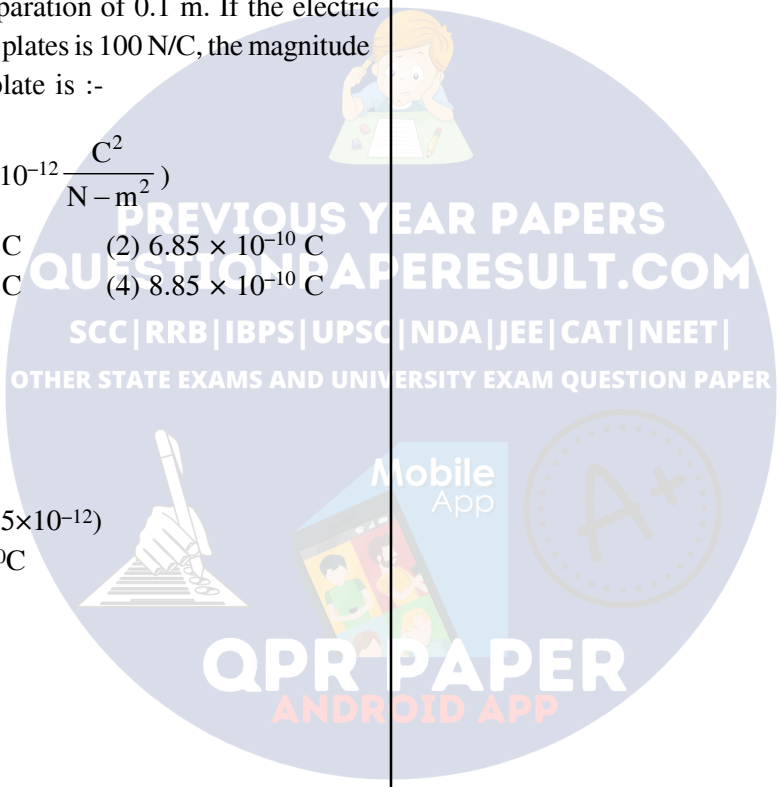 paration of 0.1 m. If the electric
plates is 100 N/C, the magnitude
plate is :-
10–12 C2 / N – m2 )
C (2) 6.85 × 10–10 C
C (4) 8.85 × 10–10 C
5×10–12)
0C
PREVIOUS YEAR PAPERS
QUESTIONPAPERESULT.COM
SCC|RRB|IBPS|UPSC|NDA|JEE|CAT|NEET|
OTHER STATE EXAMS AND UNIVERSITY EXAM QUESTION PAPER
Mobile
App
A+
QPR PAPER
ANDROID APP